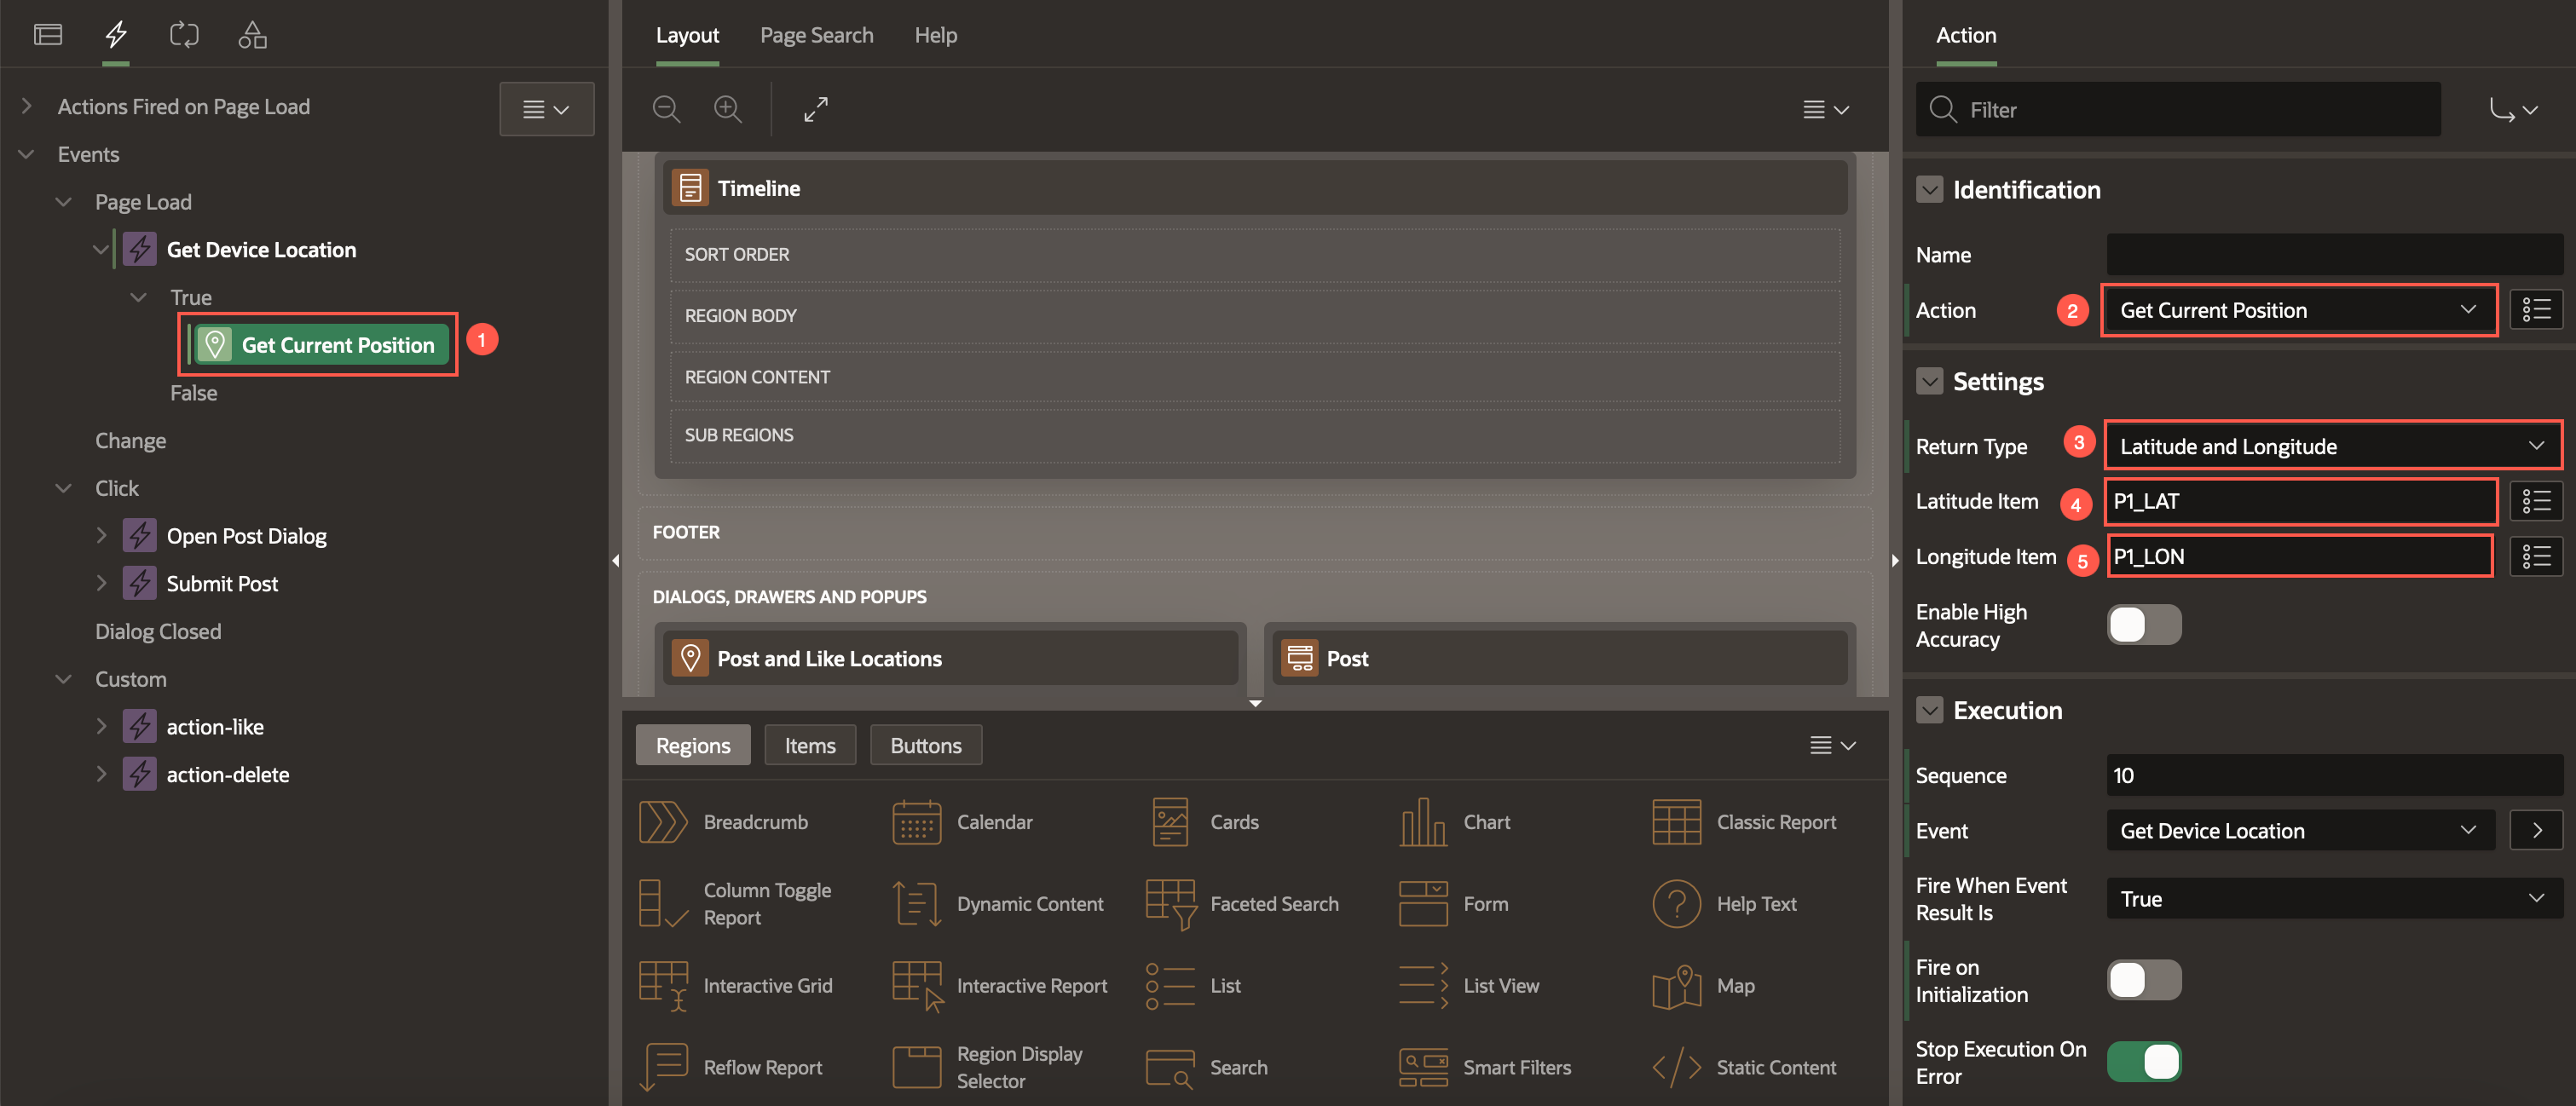 Actions Fired on Page Load
Events
Page Load
Get Device Location
True
Get Current Position
1
False
Change
Click
Open Post Dialog
Submit Post
Dialog Closed
Custom
action-like
action-delete
Layout
Page Search
Help
Timeline
SORT ORDER
REGION BODY
REGION CONTENT
SUB REGIONS
FOOTER
DIALOGS, DRAWERS AND POPUPS
Post and Like Locations
Post
Regions
Items
Buttons
Breadcrumb
Calendar
Cards
Chart
Classic Report
Column Toggle
Report
Dynamic Content
Faceted Search
Form
Help Text
Interactive Grid
Interactive Report
List
List View
Map
Reflow Report
Region Display
Selector
Search
Smart Filters
Static Content
Action
Filter
Identification
Name
Action
2
Get Current Position
Settings
Return Type
3
Latitude and Longitude
Latitude Item
4
P1_LAT
Longitude Item
5
P1_LON
Enable High
Accuracy
Execution
Sequence
10
Event
Get Device Location
Fire When Event
Result Is
True
Fire on
Initialization
Stop Execution On
Error